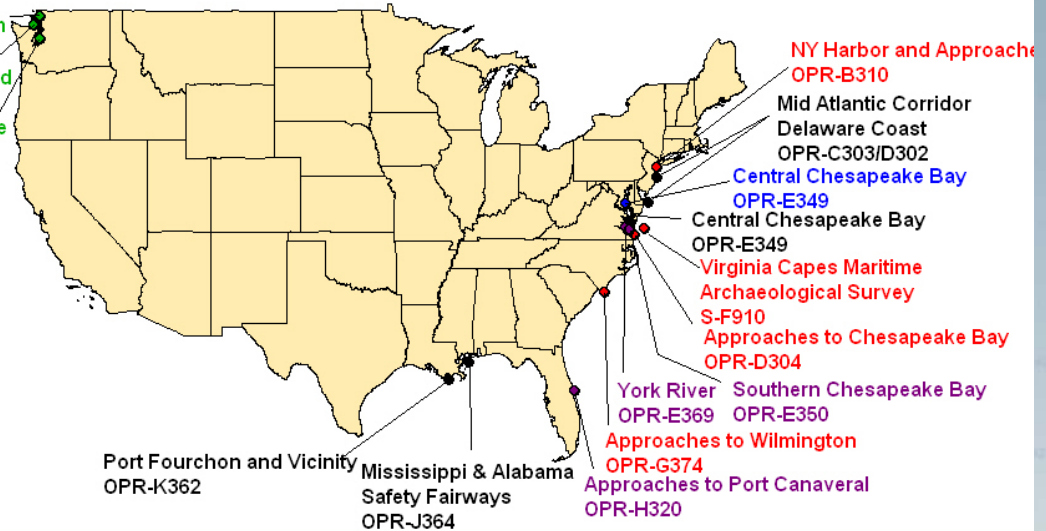 n
d
e
NY Harbor and Approache
OPR-B310
Mid Atlantic Corridor
Delaware Coast
OPR-C303/D302
Central Chesapeake Bay
OPR-E349
Central Chesapeake Bay
OPR-E349
Virginia Capes Maritime
Archaeological Survey
S-F910
Approaches to Chesapeake Bay
OPR-D304
York River
OPR-E369
Southern Chesapeake Bay
OPR-E350
Approaches to Wilmington
OPR-G374
Approaches to Port Canaveral
OPR-H320
Port Fourchon and Vicinity
OPR-K362
Mississippi & Alabama
Safety Fairways
OPR-J364